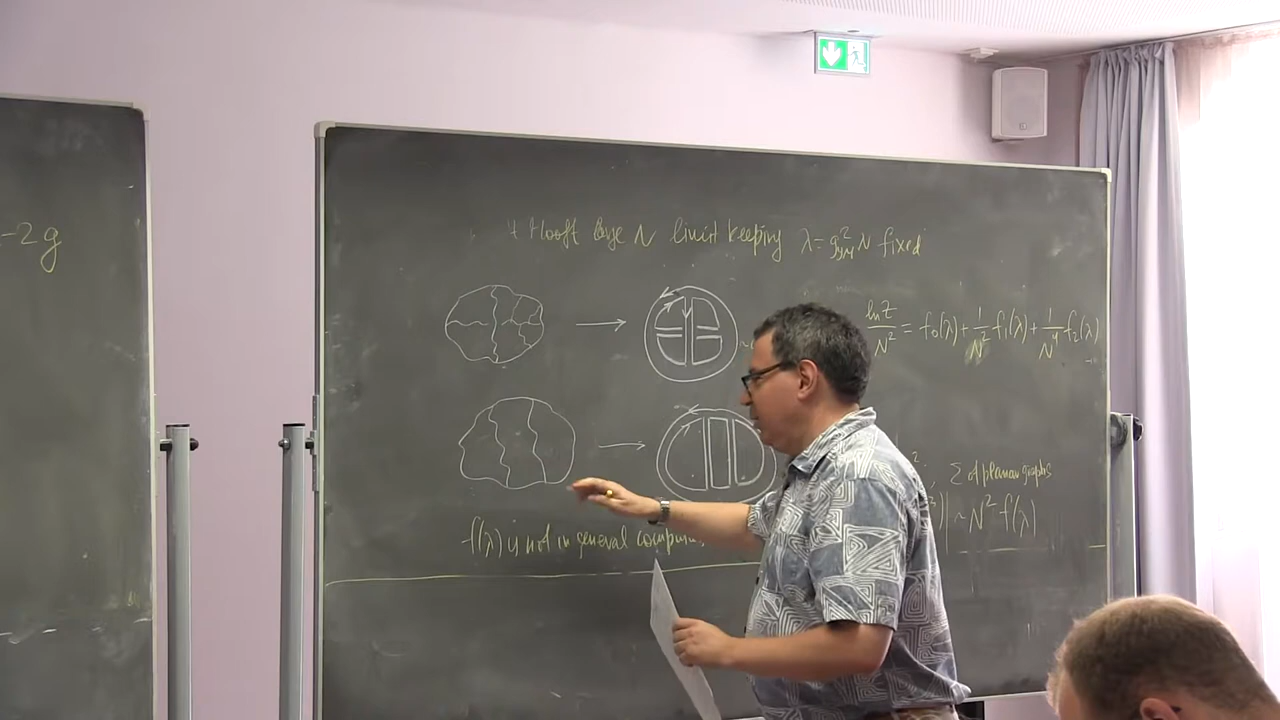 -2g
't Hooft large N limit keeping λ = g²_YM N fixed
ln Z / N² = f₀(λ) + 1/N² f₁(λ) + 1/N⁴ f₂(λ)
Σ of planar graphs
~ N² f(λ)
f(λ) is not in general